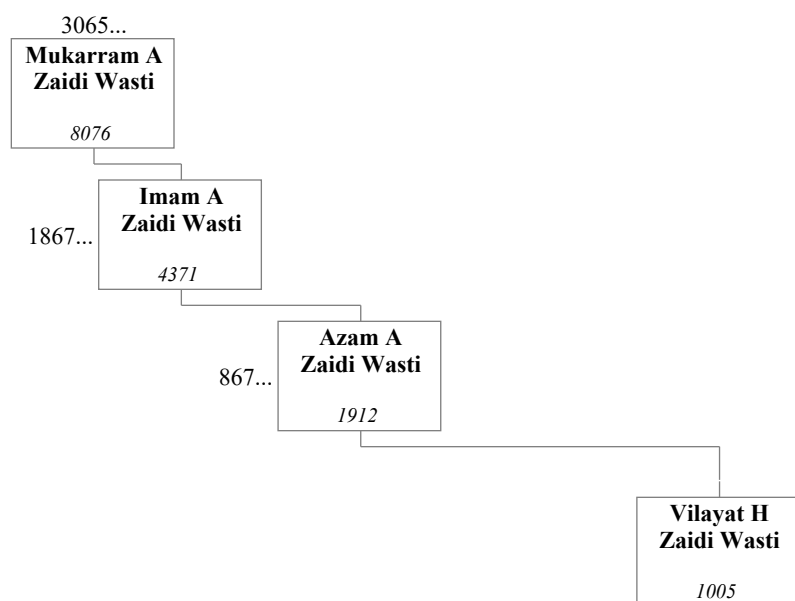 3065...
Mukarram A
Zaidi Wasti
8076
Imam A
Zaidi Wasti
1867...
4371
Azam A
Zaidi Wasti
867...
1912
Vilayat H
Zaidi Wasti
1005